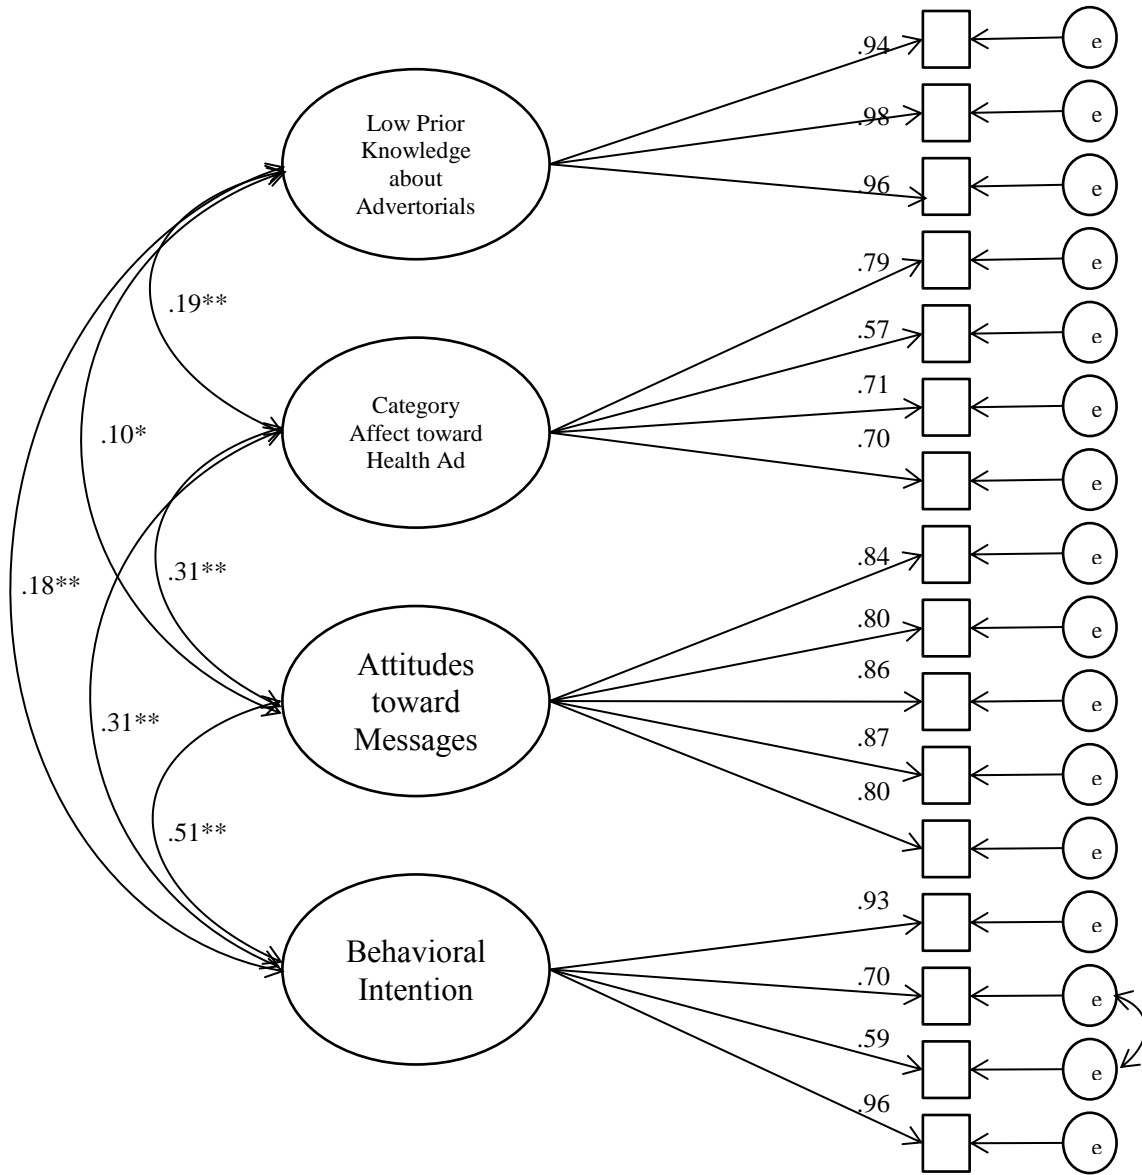 .94
e
.98
e
Low Prior
Knowledge
about
Advertorials
.96
e
.79
e
.19**
.57
e
.71
e
Category
Affect toward
Health Ad
.10*
.70
e
.84
e
.31**
.18**
.80
e
Attitudes
toward
Messages
.86
e
.31**
.87
e
.80
e
.51**
.93
e
Behavioral
Intention
.70
e
.59
e
.96
e